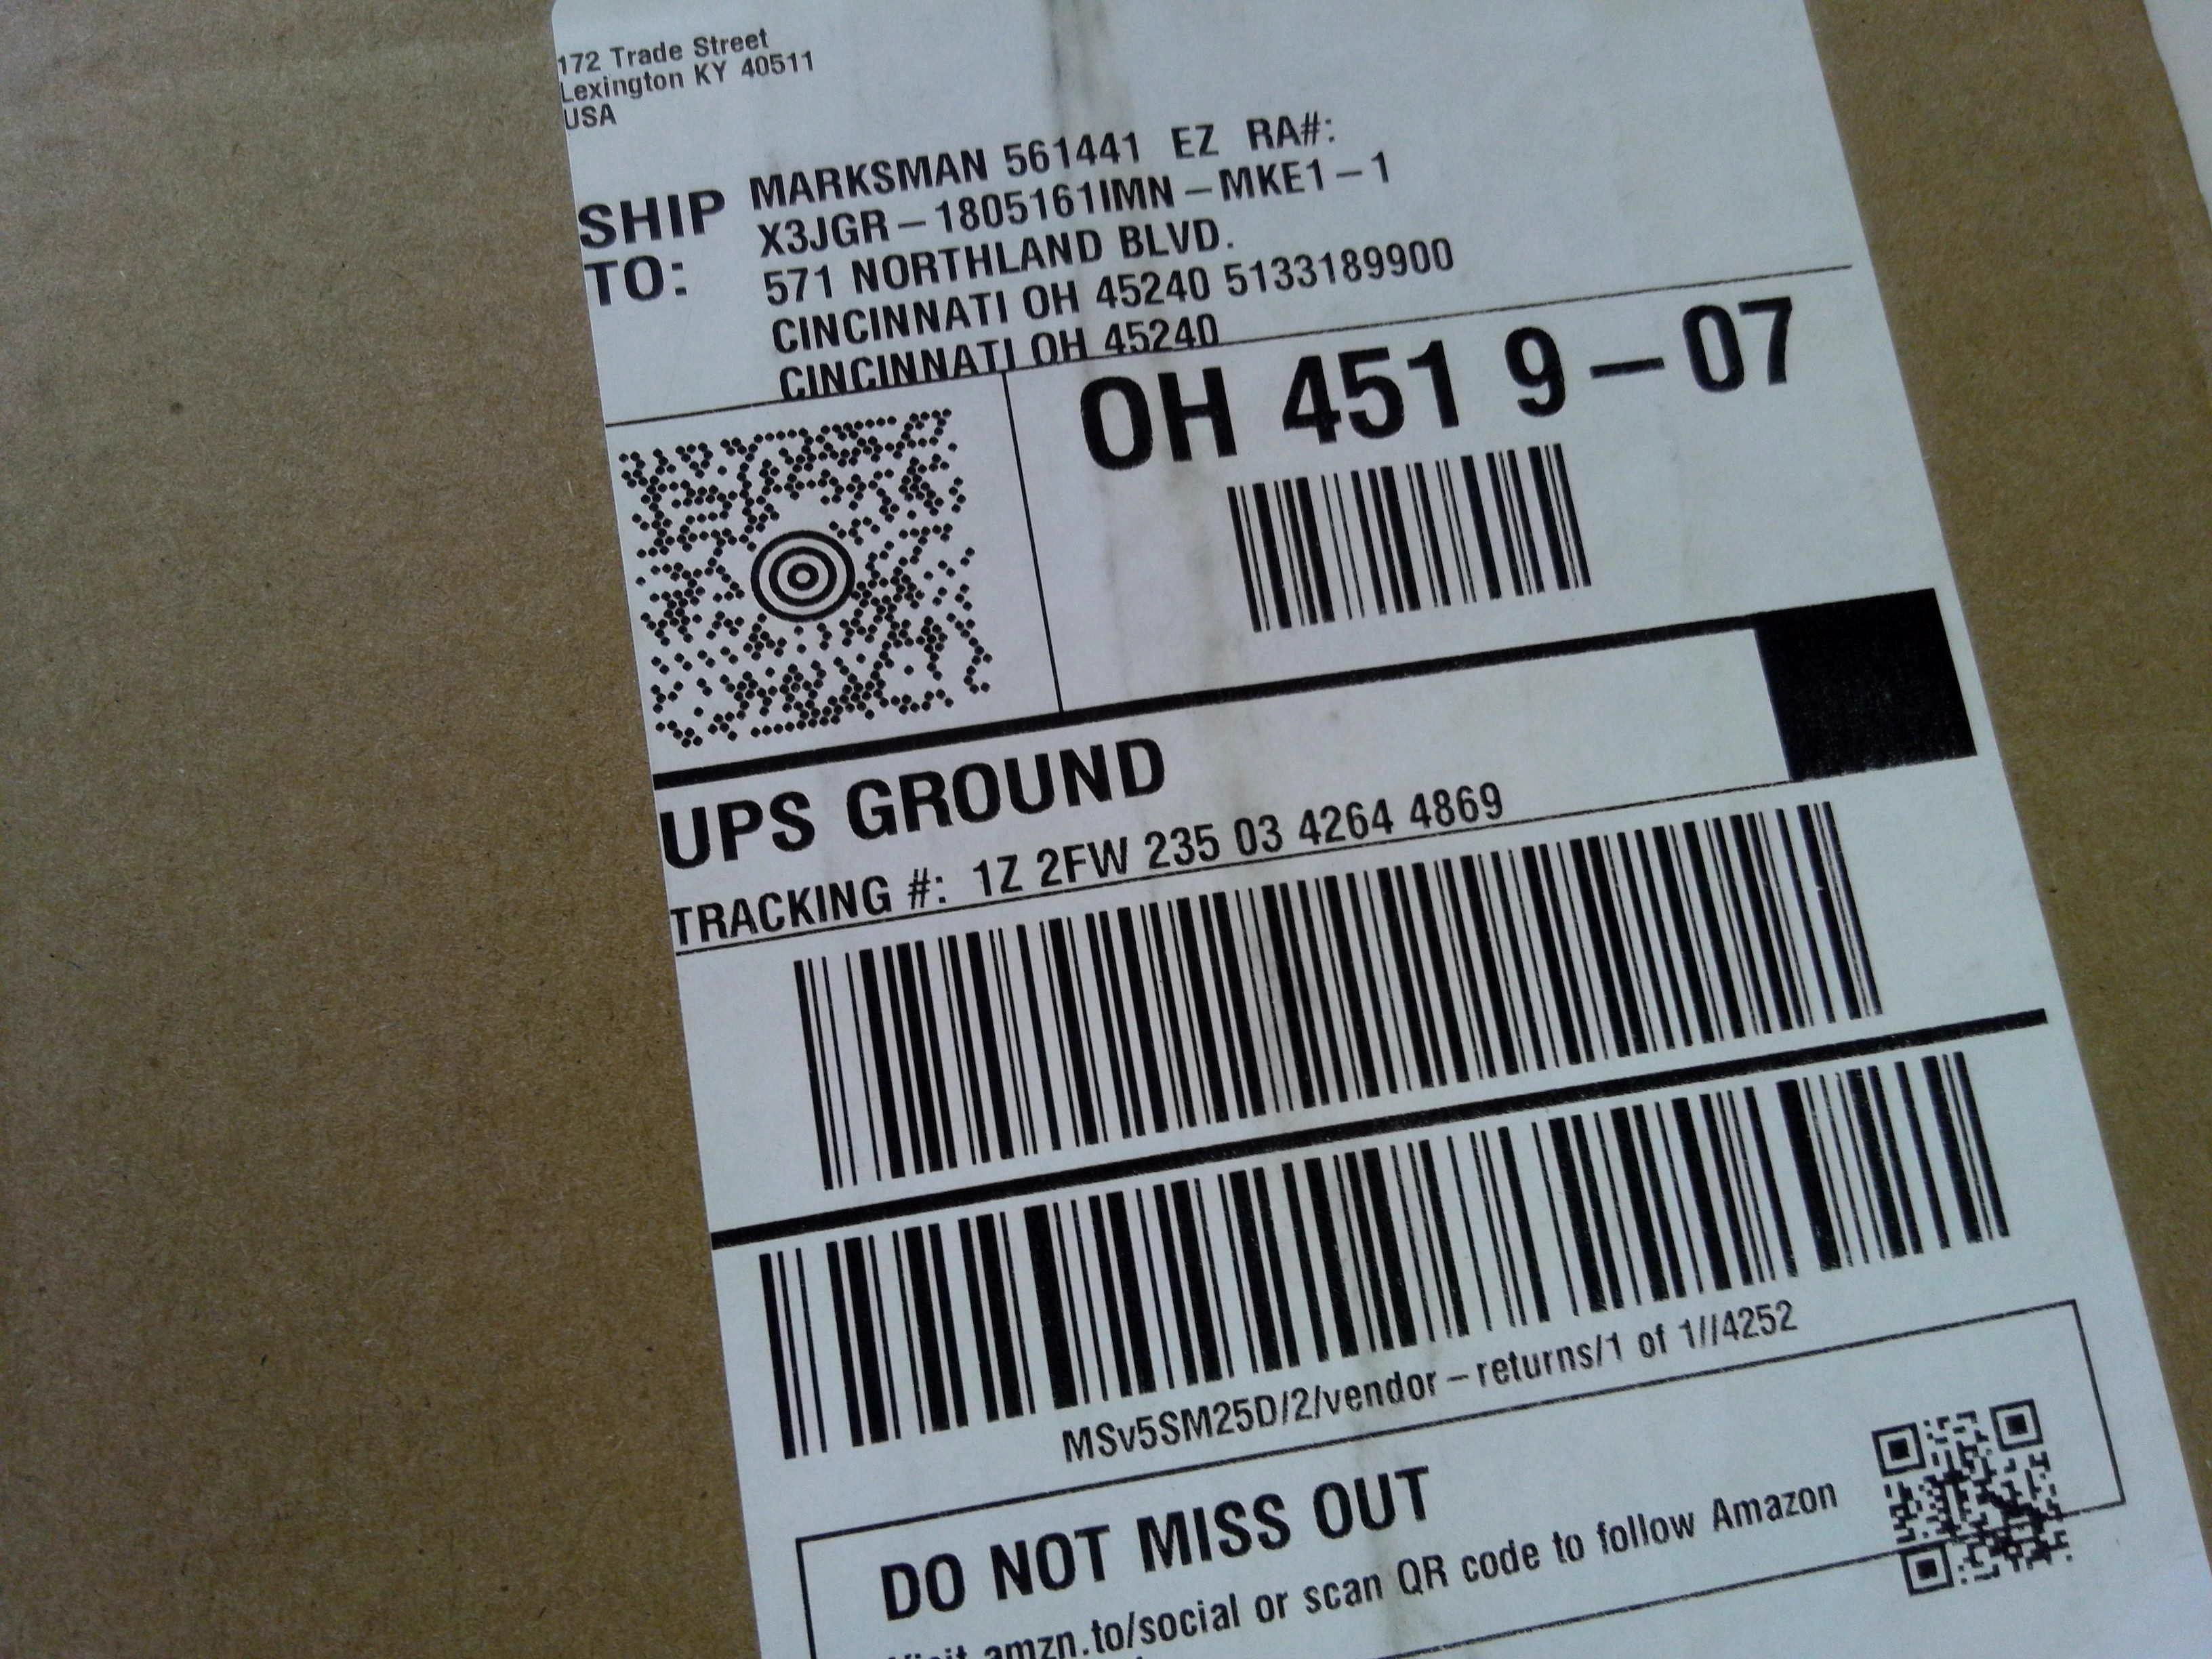 172 Trade Street
Lexington KY 40511
USA
SHIP
TO:
MARKSMAN 561441 EZ RA#:
X3JGR-1805161IMN-MKE1-1
571 NORTHLAND BLVD.
CINCINNATI OH 45240 5133189900
CINCINNATI OH 45240
OH 451 9-07
UPS GROUND
TRACKING #: 1Z 2FW 235 03 4264 4869
MSv5SM25D/2/vendor-returns/1 of 1//4252
DO NOT MISS OUT
Visit amzn.to/social or scan QR code to follow Amazon